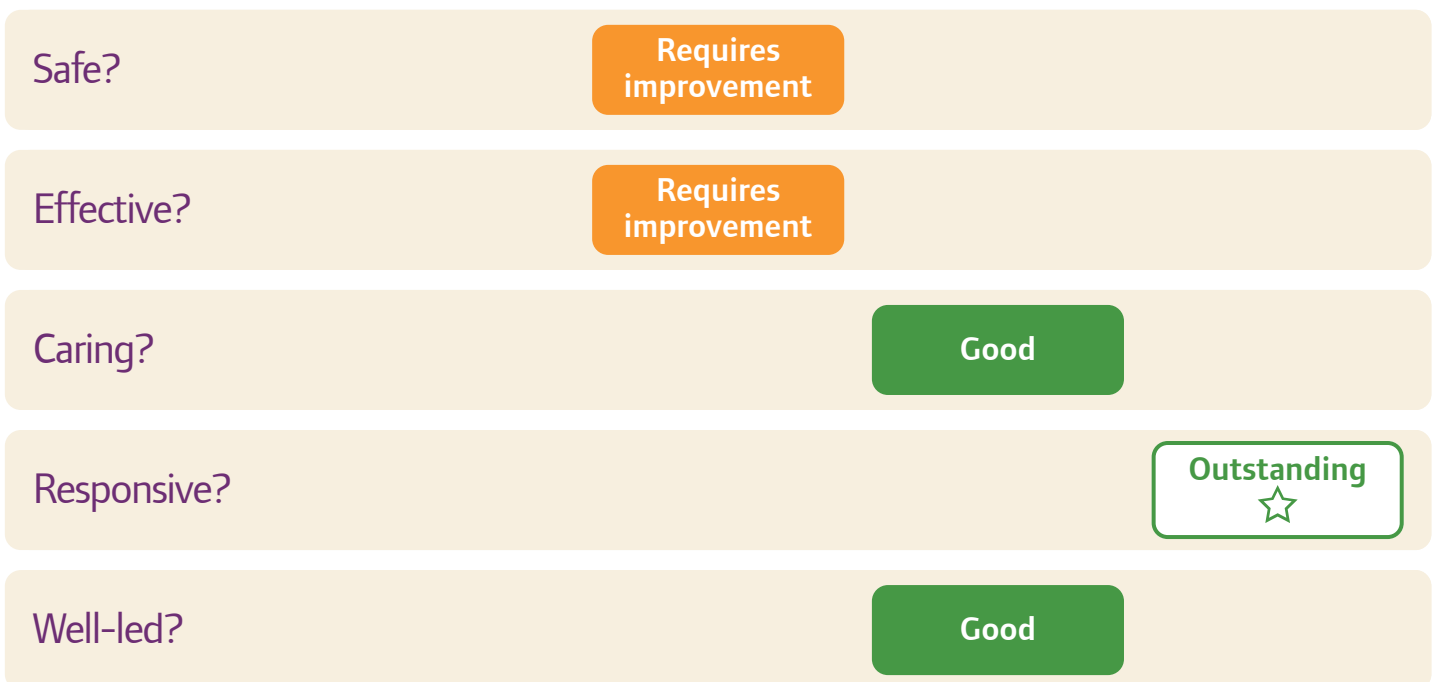 Safe?
Requires
improvement
Effective?
Requires
improvement
Caring?
Good
Responsive?
Outstanding
Well-led?
Good